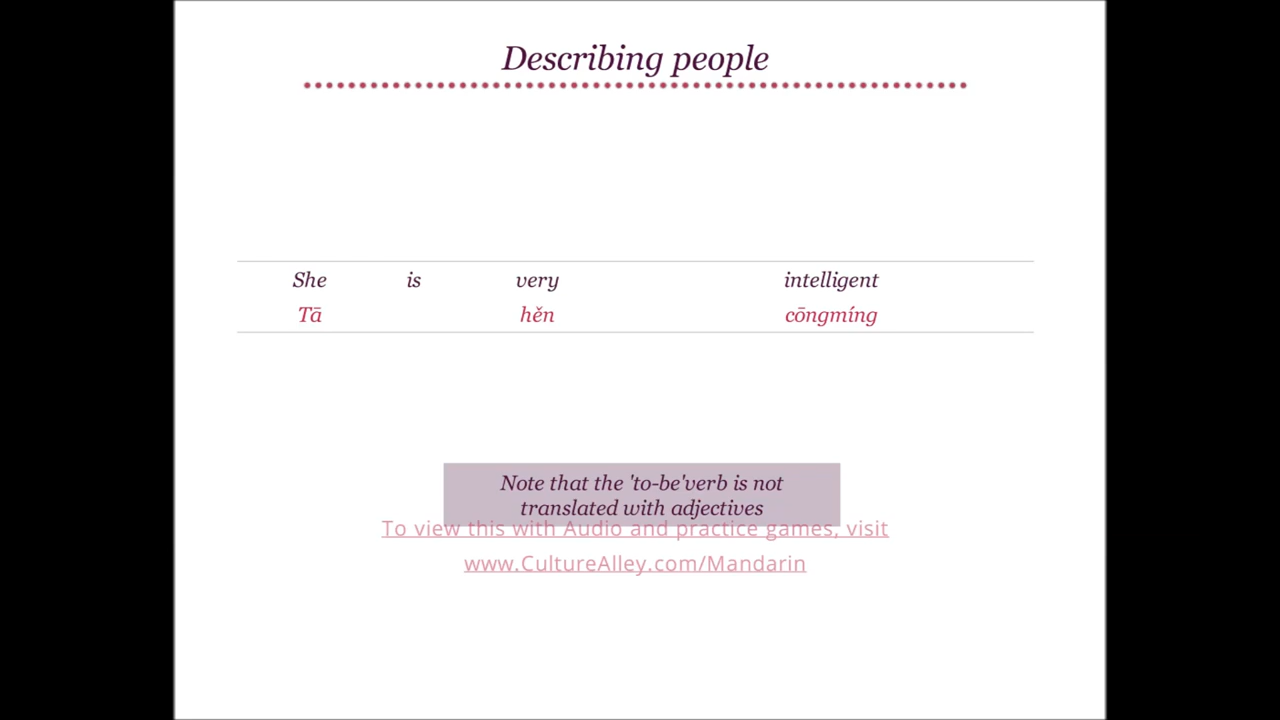 Describing people
She is very intelligent
Tā hěn cōngmíng
Note that the 'to-be'verb is not
translated with adjectives
To view this with Audio and practice games, visit
www.CultureAlley.com/Mandarin